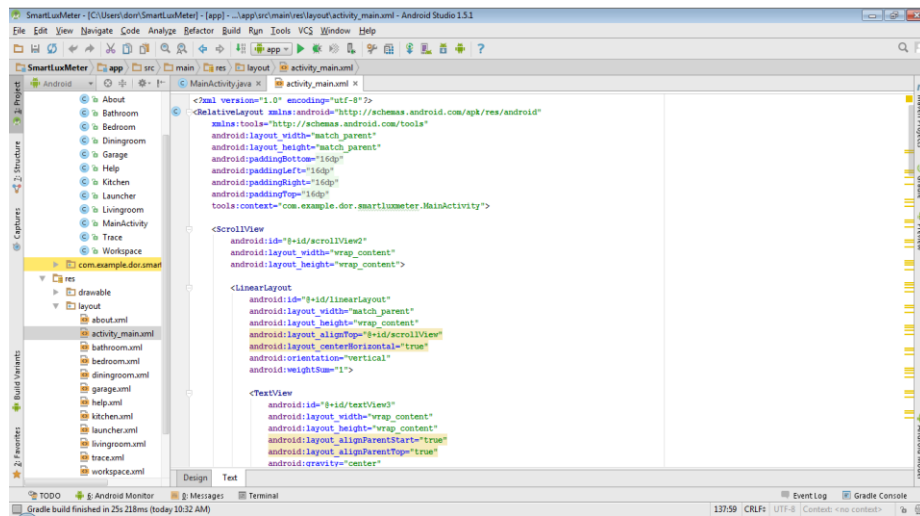 SmartLuxMeter - [C:\Users\dorr\SmartLuxMeter] - [app] - ...\app\src\main\res\layout\activity_main.xml - Android Studio 1.5.1
File Edit View Navigate Code Analyze Refactor Build Run Tools VCS Window Help
app
SmartLuxMeter app src main res layout activity_main.xml
Android
MainActivity.java × activity_main.xml ×
1: Project
Z: Structure
Captures
Build Variants
2: Favorites
About
Bathroom
Bedroom
Diningroom
Garage
Help
Kitchen
Launcher
Livingroom
MainActivity
Trace
Workspace
com.example.dor.smart
res
drawable
layout
about.xml
activity_main.xml
bathroom.xml
bedroom.xml
diningroom.xml
garage.xml
help.xml
kitchen.xml
launcher.xml
livingroom.xml
trace.xml
workspace.xml
<?xml version="1.0" encoding="utf-8"?>
<RelativeLayout xmlns:android="http://schemas.android.com/apk/res/android"
xmlns:tools="http://schemas.android.com/tools"
android:layout_width="match_parent"
android:layout_height="match_parent"
android:paddingBottom="16dp"
android:paddingLeft="16dp"
android:paddingRight="16dp"
android:paddingTop="16dp"
tools:context="com.example.dor.smartluxmeter.MainActivity">
<ScrollView
android:id="@+id/scrollView2"
android:layout_width="wrap_content"
android:layout_height="wrap_content">
<LinearLayout
android:id="@+id/linearLayout"
android:layout_width="match_parent"
android:layout_height="wrap_content"
android:layout_alignTop="@+id/scrollView"
android:layout_centerHorizontal="true"
android:orientation="vertical"
android:weightSum="1">
<TextView
android:id="@+id/textView3"
android:layout_width="wrap_content"
android:layout_height="wrap_content"
android:layout_alignParentStart="true"
android:layout_alignParentTop="true"
android:gravity="center"
Design Text
TODO 6: Android Monitor 0: Messages Terminal Event Log Gradle Console
Gradle build finished in 25s 218ms (today 10:32 AM) 137:59 CRLF UTF-8 Context: <no context>